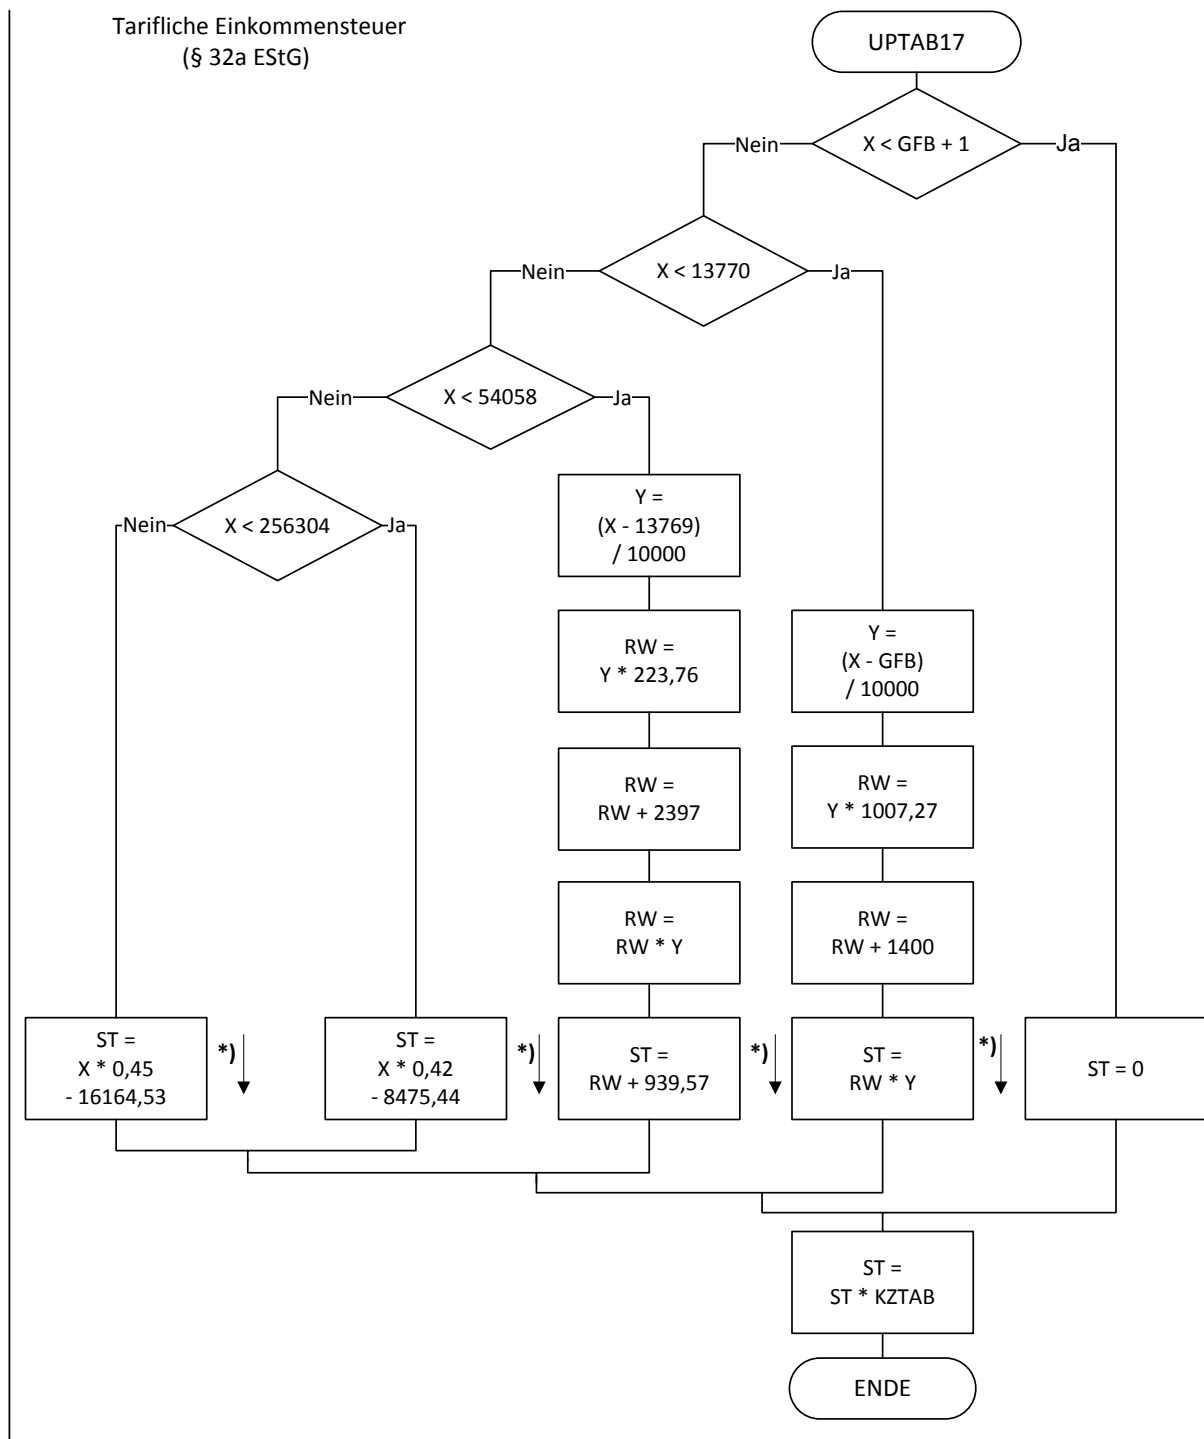 Tarifliche Einkommensteuer
(§ 32a EStG)
UPTAB17
X < GFB + 1
Nein
Ja
X < 13770
Nein
Ja
X < 54058
Nein
Ja
X < 256304
Nein
Ja
Y =
(X - 13769)
/ 10000
RW =
Y * 223,76
Y =
(X - GFB)
/ 10000
RW =
RW + 2397
RW =
Y * 1007,27
RW =
RW * Y
RW =
RW + 1400
ST =
X * 0,45
- 16164,53
*)
ST =
X * 0,42
- 8475,44
*)
ST =
RW + 939,57
*)
ST =
RW * Y
*)
ST = 0
ST =
ST * KZTAB
ENDE